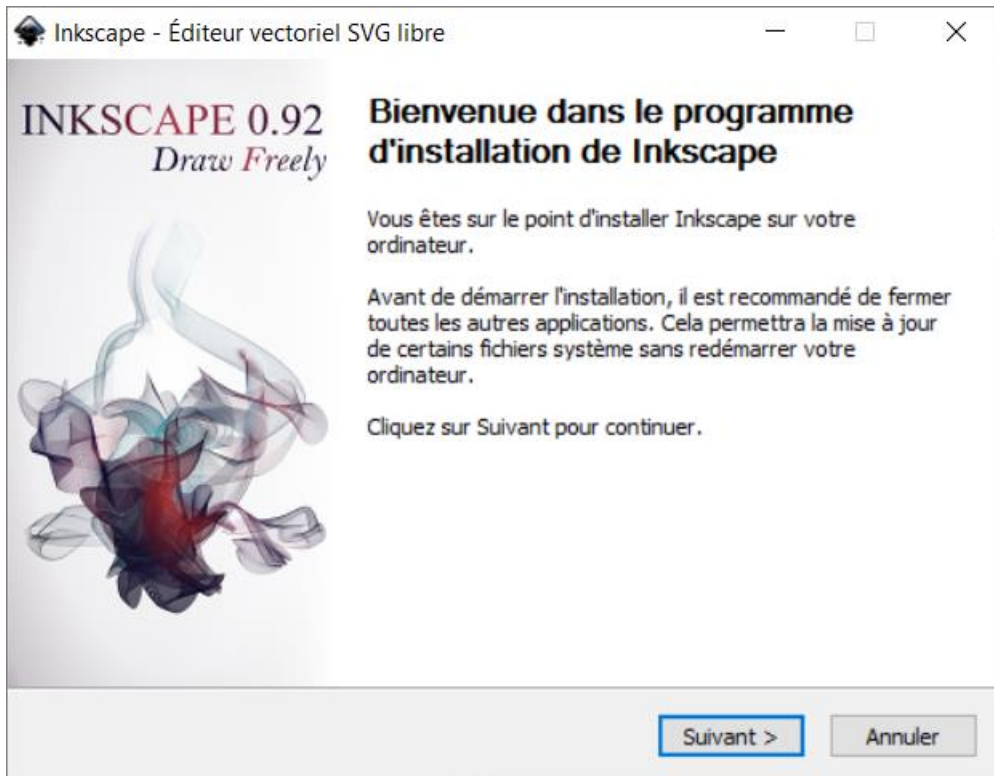 Inkscape - Éditeur vectoriel SVG libre
INKSCAPE 0.92
Draw Freely
Bienvenue dans le programme
d'installation de Inkscape
Vous êtes sur le point d'installer Inkscape sur votre
ordinateur.
Avant de démarrer l'installation, il est recommandé de fermer
toutes les autres applications. Cela permettra la mise à jour
de certains fichiers système sans redémarrer votre
ordinateur.
Cliquez sur Suivant pour continuer.
Suivant >
Annuler